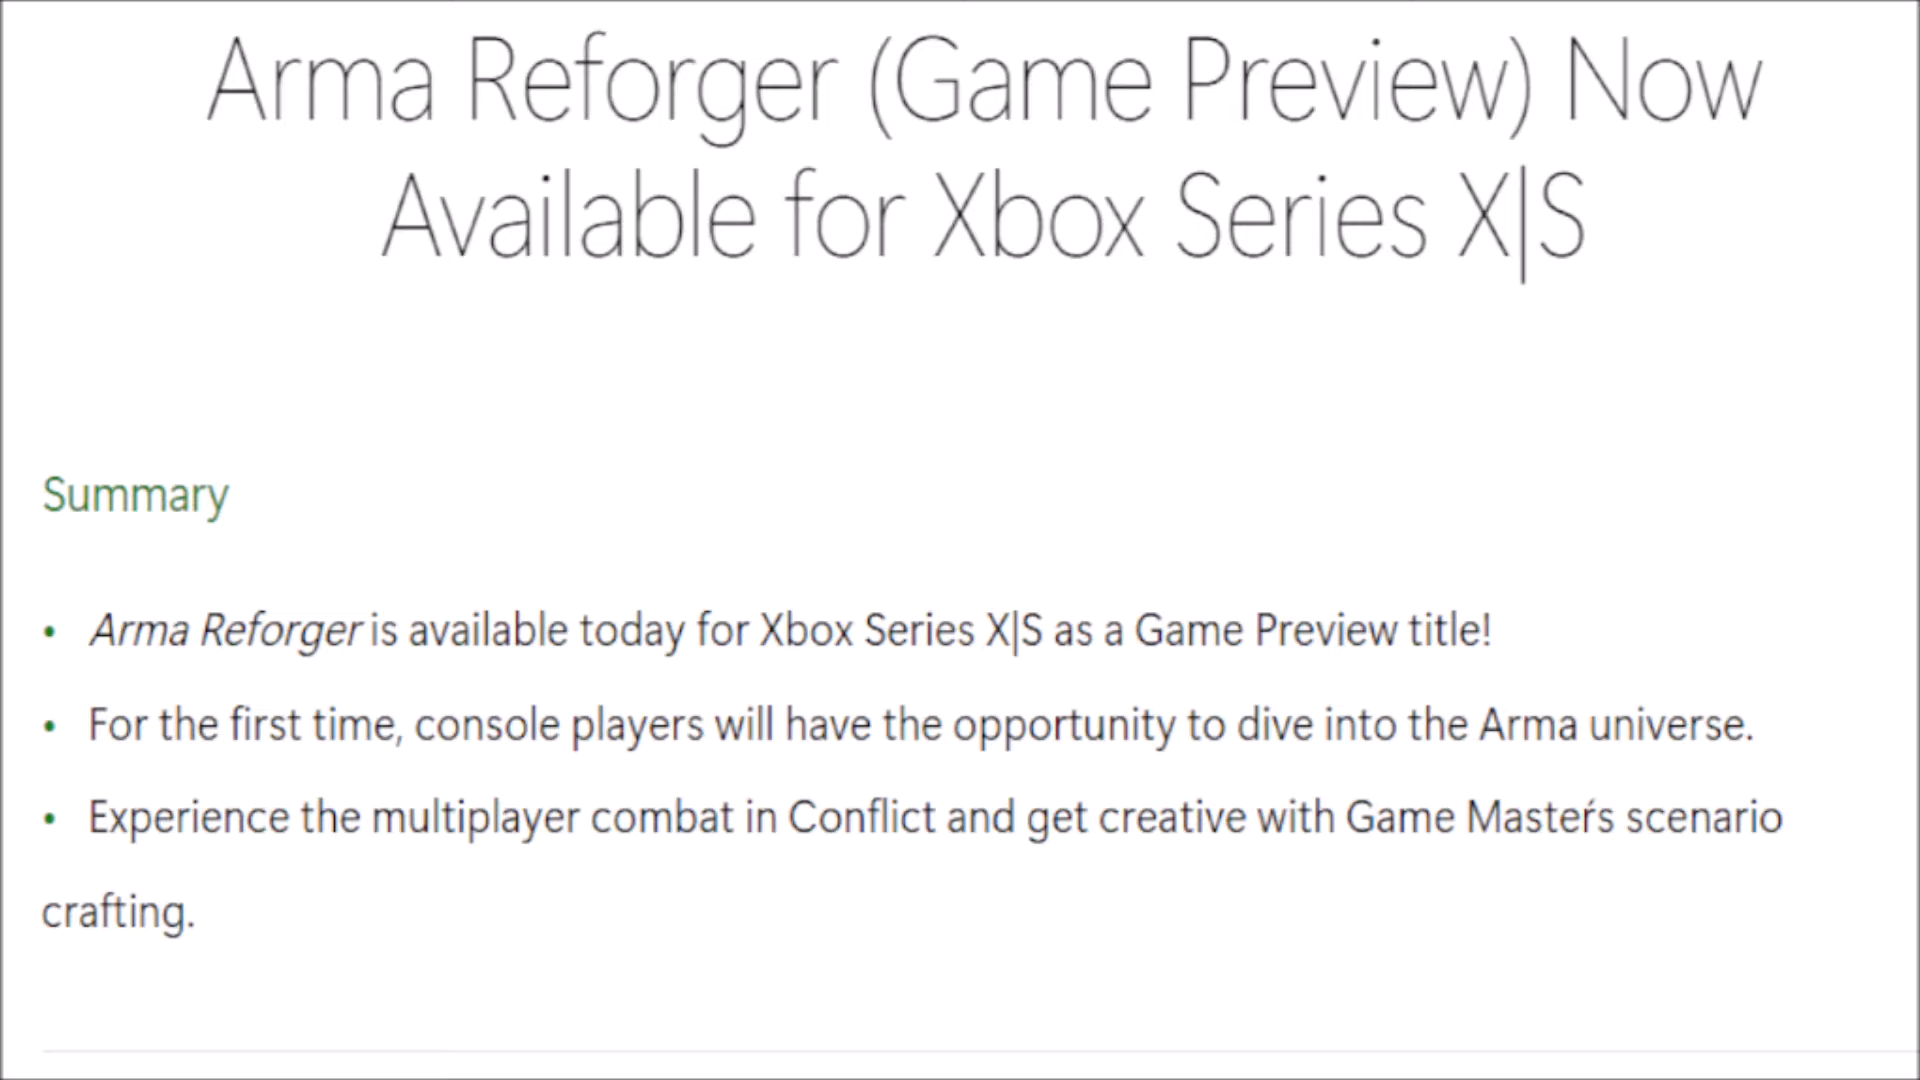 Arma Reforger (Game Preview) Now
Available for Xbox Series X|S
Summary
• Arma Reforger is available today for Xbox Series X|S as a Game Preview title!
• For the first time, console players will have the opportunity to dive into the Arma universe.
• Experience the multiplayer combat in Conflict and get creative with Game Master´s scenario
crafting.